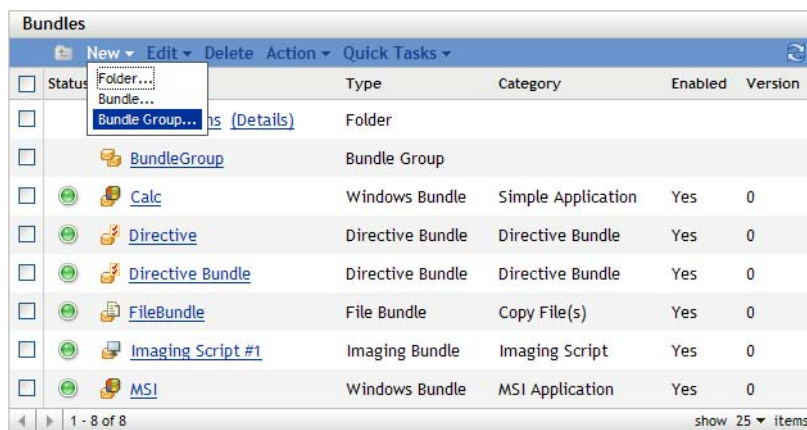 Bundles
New Edit Delete Action Quick Tasks
Status Type Category Enabled Version
Folder...
Bundle...
Bundle Group...
ns (Details) Folder
BundleGroup Bundle Group
Calc Windows Bundle Simple Application Yes 0
Directive Directive Bundle Directive Bundle Yes 0
Directive Bundle Directive Bundle Directive Bundle Yes 0
FileBundle File Bundle Copy File(s) Yes 0
Imaging Script #1 Imaging Bundle Imaging Script Yes 0
MSI Windows Bundle MSI Application Yes 0
1 - 8 of 8 show 25 items